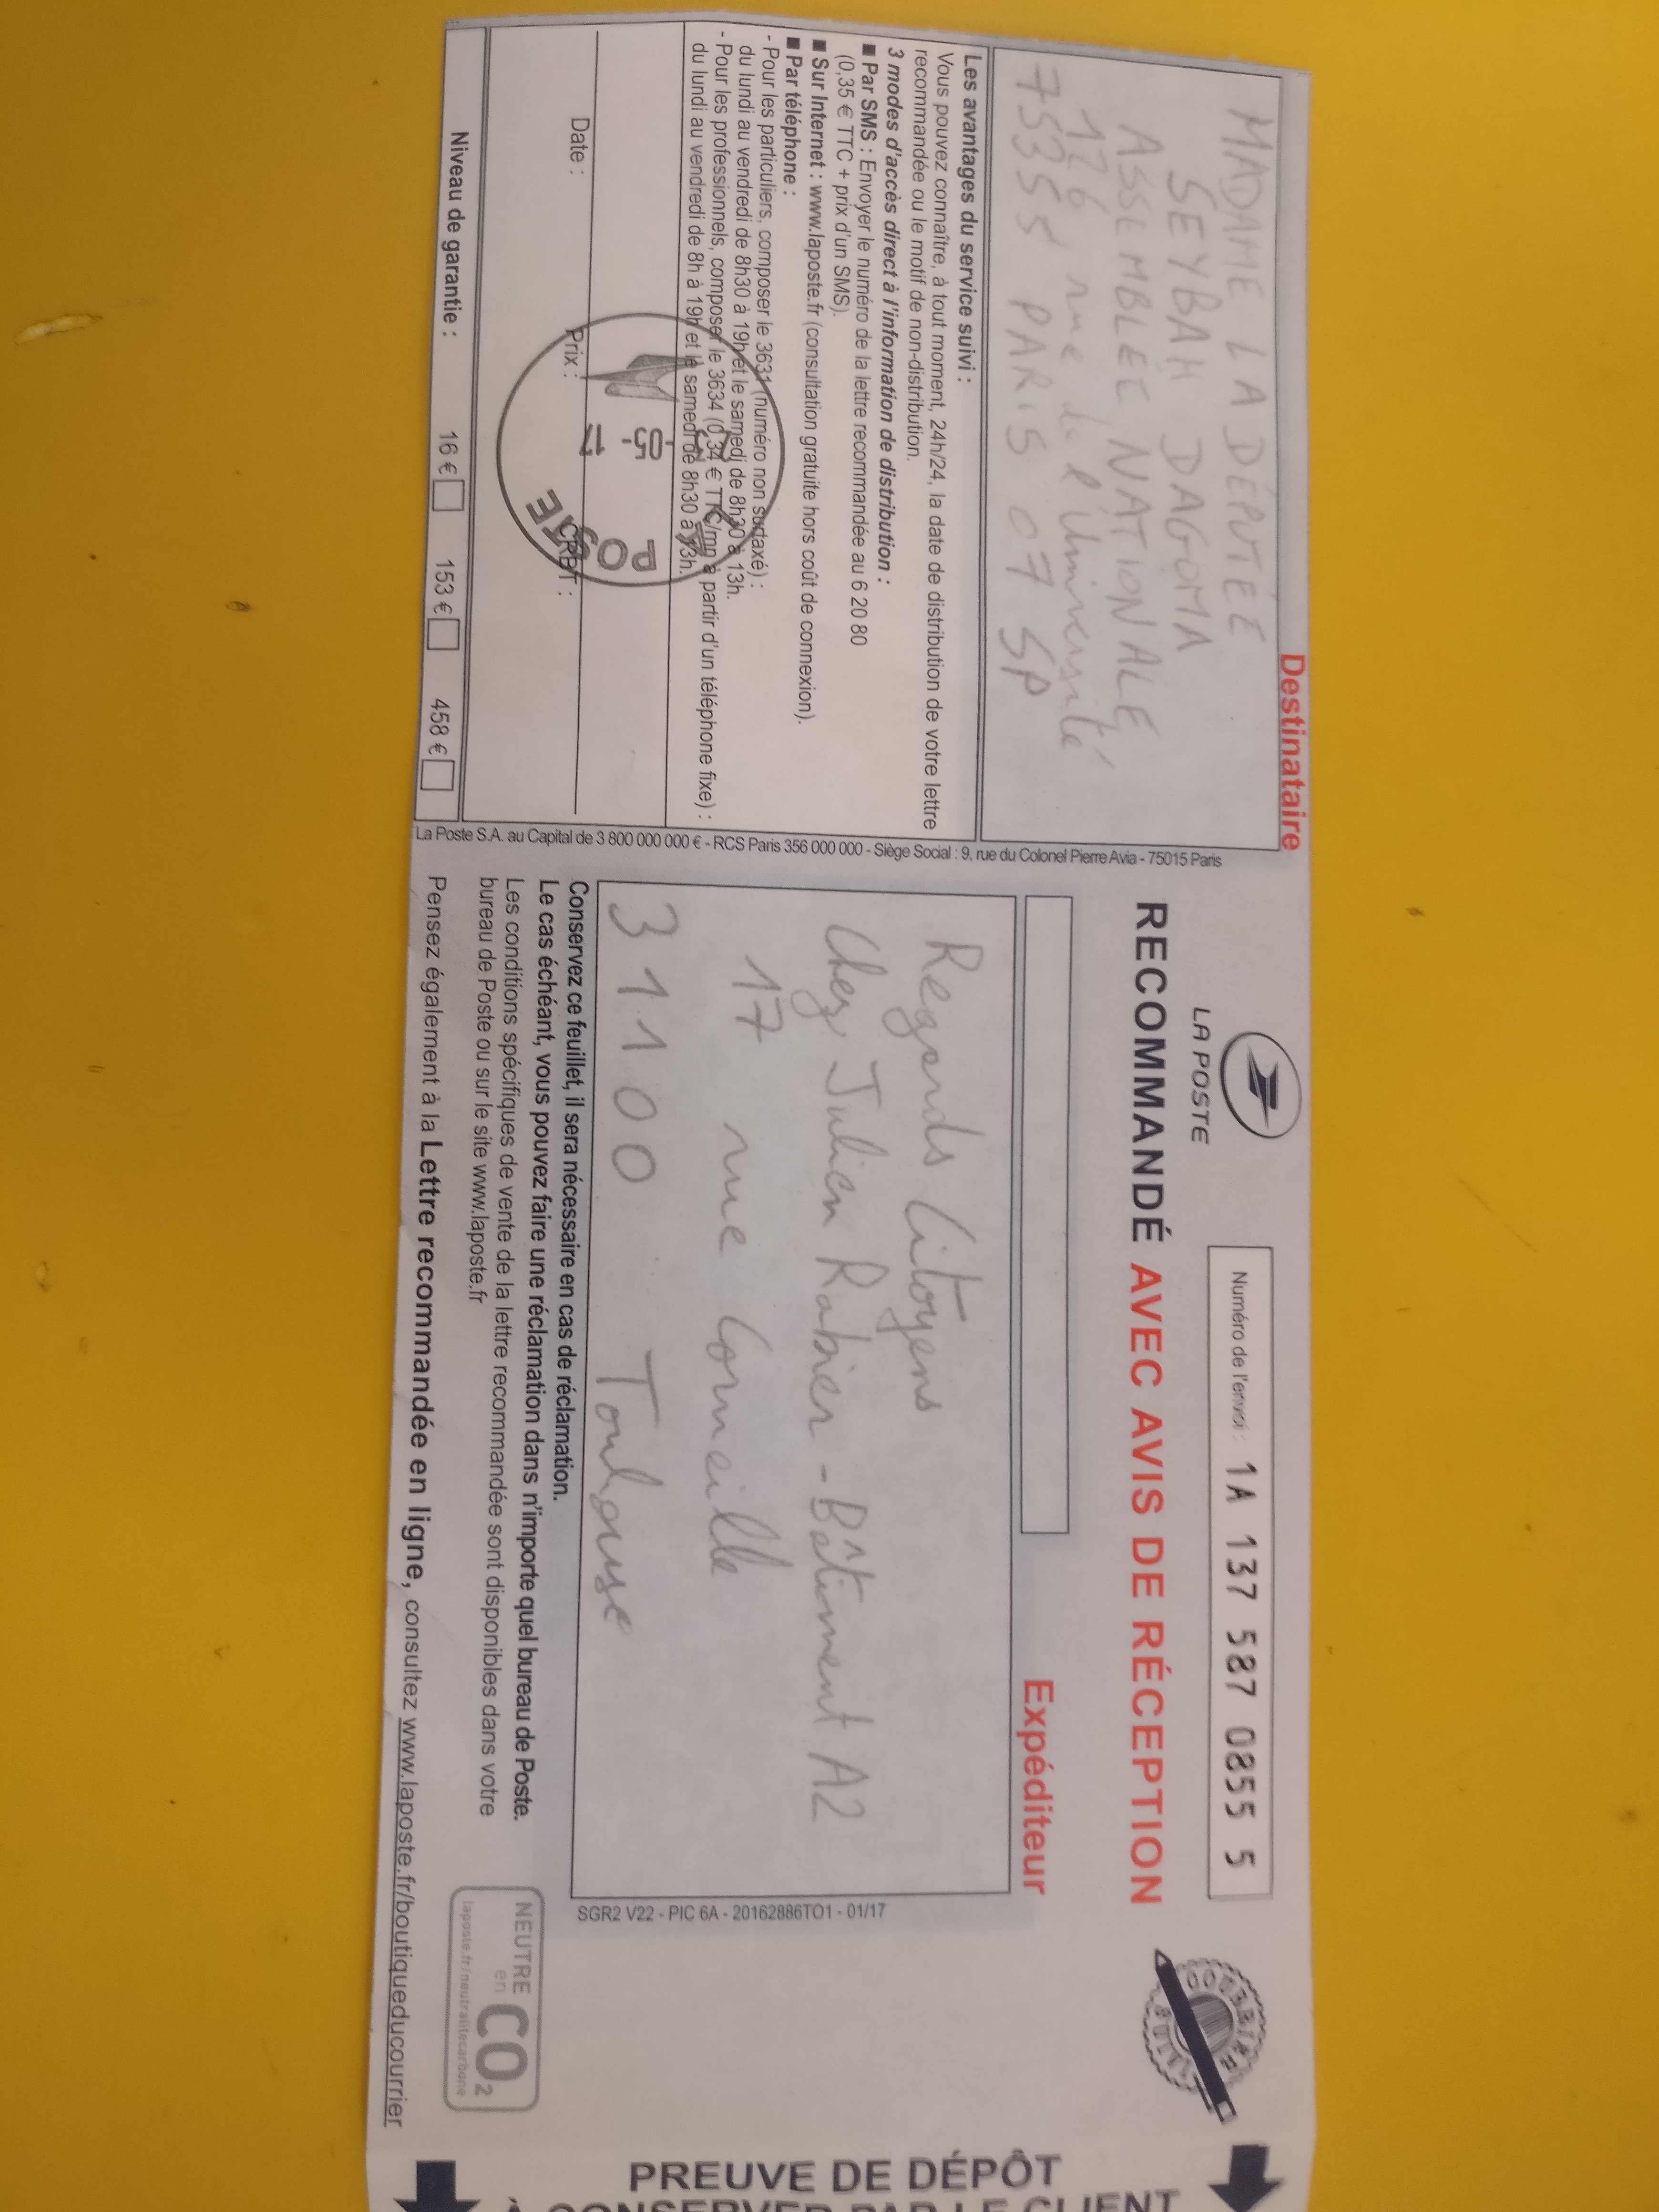 Destinataire
MADAME LA DÉPUTÉE
SEYBAH DAGOMA
ASSEMBLÉE NATIONALE
126 rue de l'Université
75355 PARIS 07 SP
Les avantages du service suivi :
Vous pouvez connaître, à tout moment, 24h/24, la date de distribution de votre lettre
recommandée ou le motif de non-distribution.
3 modes d'accès direct à l'information de distribution :
■ Par SMS : Envoyer le numéro de la lettre recommandée au 6 20 80
(0,35 € TTC + prix d'un SMS).
■ Sur Internet : www.laposte.fr (consultation gratuite hors coût de connexion).
■ Par téléphone :
- Pour les particuliers, composer le 3631 (numéro non surtaxé) :
du lundi au vendredi de 8h30 à 19h et le samedi de 8h30 à 13h.
- Pour les professionnels, composer le 3634 (0,34 € TTC/mn à partir d'un téléphone fixe) :
du lundi au vendredi de 8h à 19h et le samedi de 8h30 à 13h.
Date : Prix : CRBT :
05-
17
POSTE
Niveau de garantie : 16 € 153 € 458 €
La Poste S.A. au Capital de 3 800 000 000 € - RCS Paris 356 000 000 - Siège Social : 9, rue du Colonel Pierre Avia - 75015 Paris
LA POSTE
Numéro de l'envoi : 1A 137 587 0855 5
RECOMMANDÉ AVEC AVIS DE RÉCEPTION
Expéditeur
Regards Citoyens
Chez Julien Rabier - Bâtiment A2
17 rue Corneille
31100 Toulouse
SGR2 V22 - PIC 6A - 20162886TO1 - 01/17
Conservez ce feuillet, il sera nécessaire en cas de réclamation.
Le cas échéant, vous pouvez faire une réclamation dans n'importe quel bureau de Poste.
Les conditions spécifiques de vente de la lettre recommandée sont disponibles dans votre
bureau de Poste ou sur le site www.laposte.fr
Pensez également à la Lettre recommandée en ligne, consultez www.laposte.fr/boutiqueducourrier
NEUTRE
en
CO2
laposte.fr/neutralitecarbone
PREUVE DE DÉPÔT
À CONSERVER PAR LE CLIENT